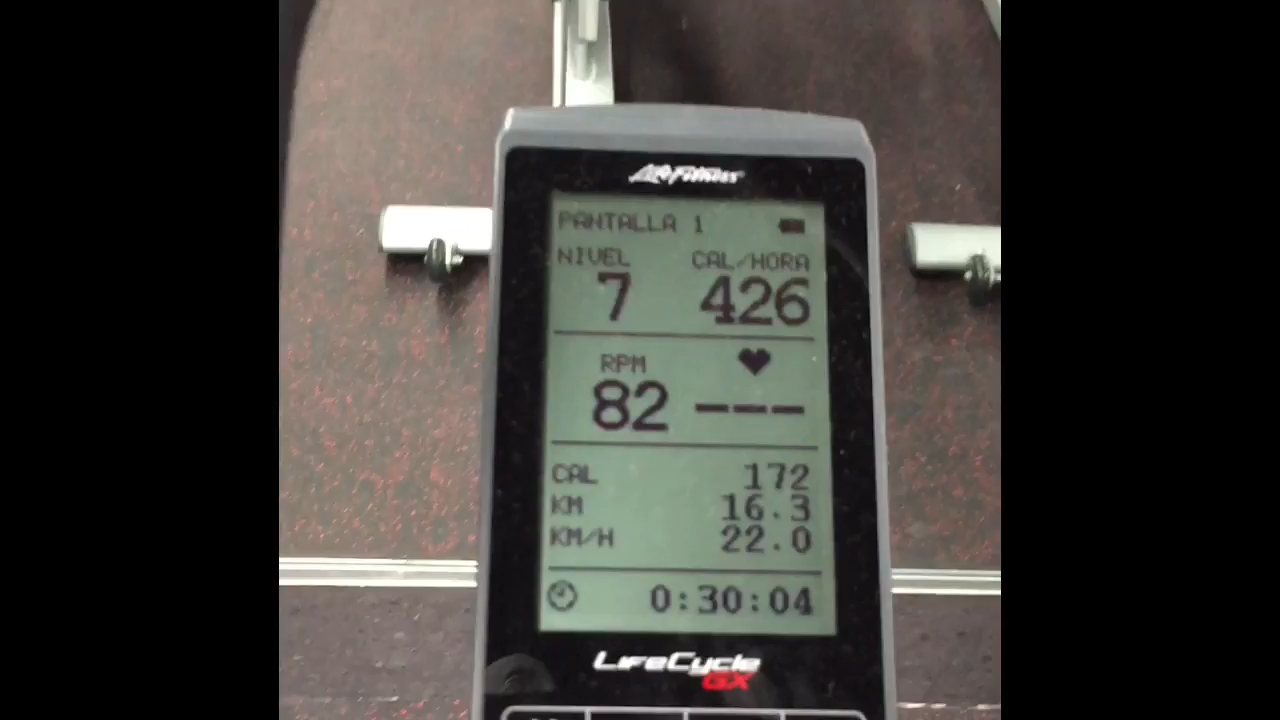 Life Fitness
PANTALLA 1
NIVEL CAL/HORA
7 426
RPM
82 ---
CAL 172
KM 16.3
KM/H 22.0
0:30:04
LifeCycle
GX